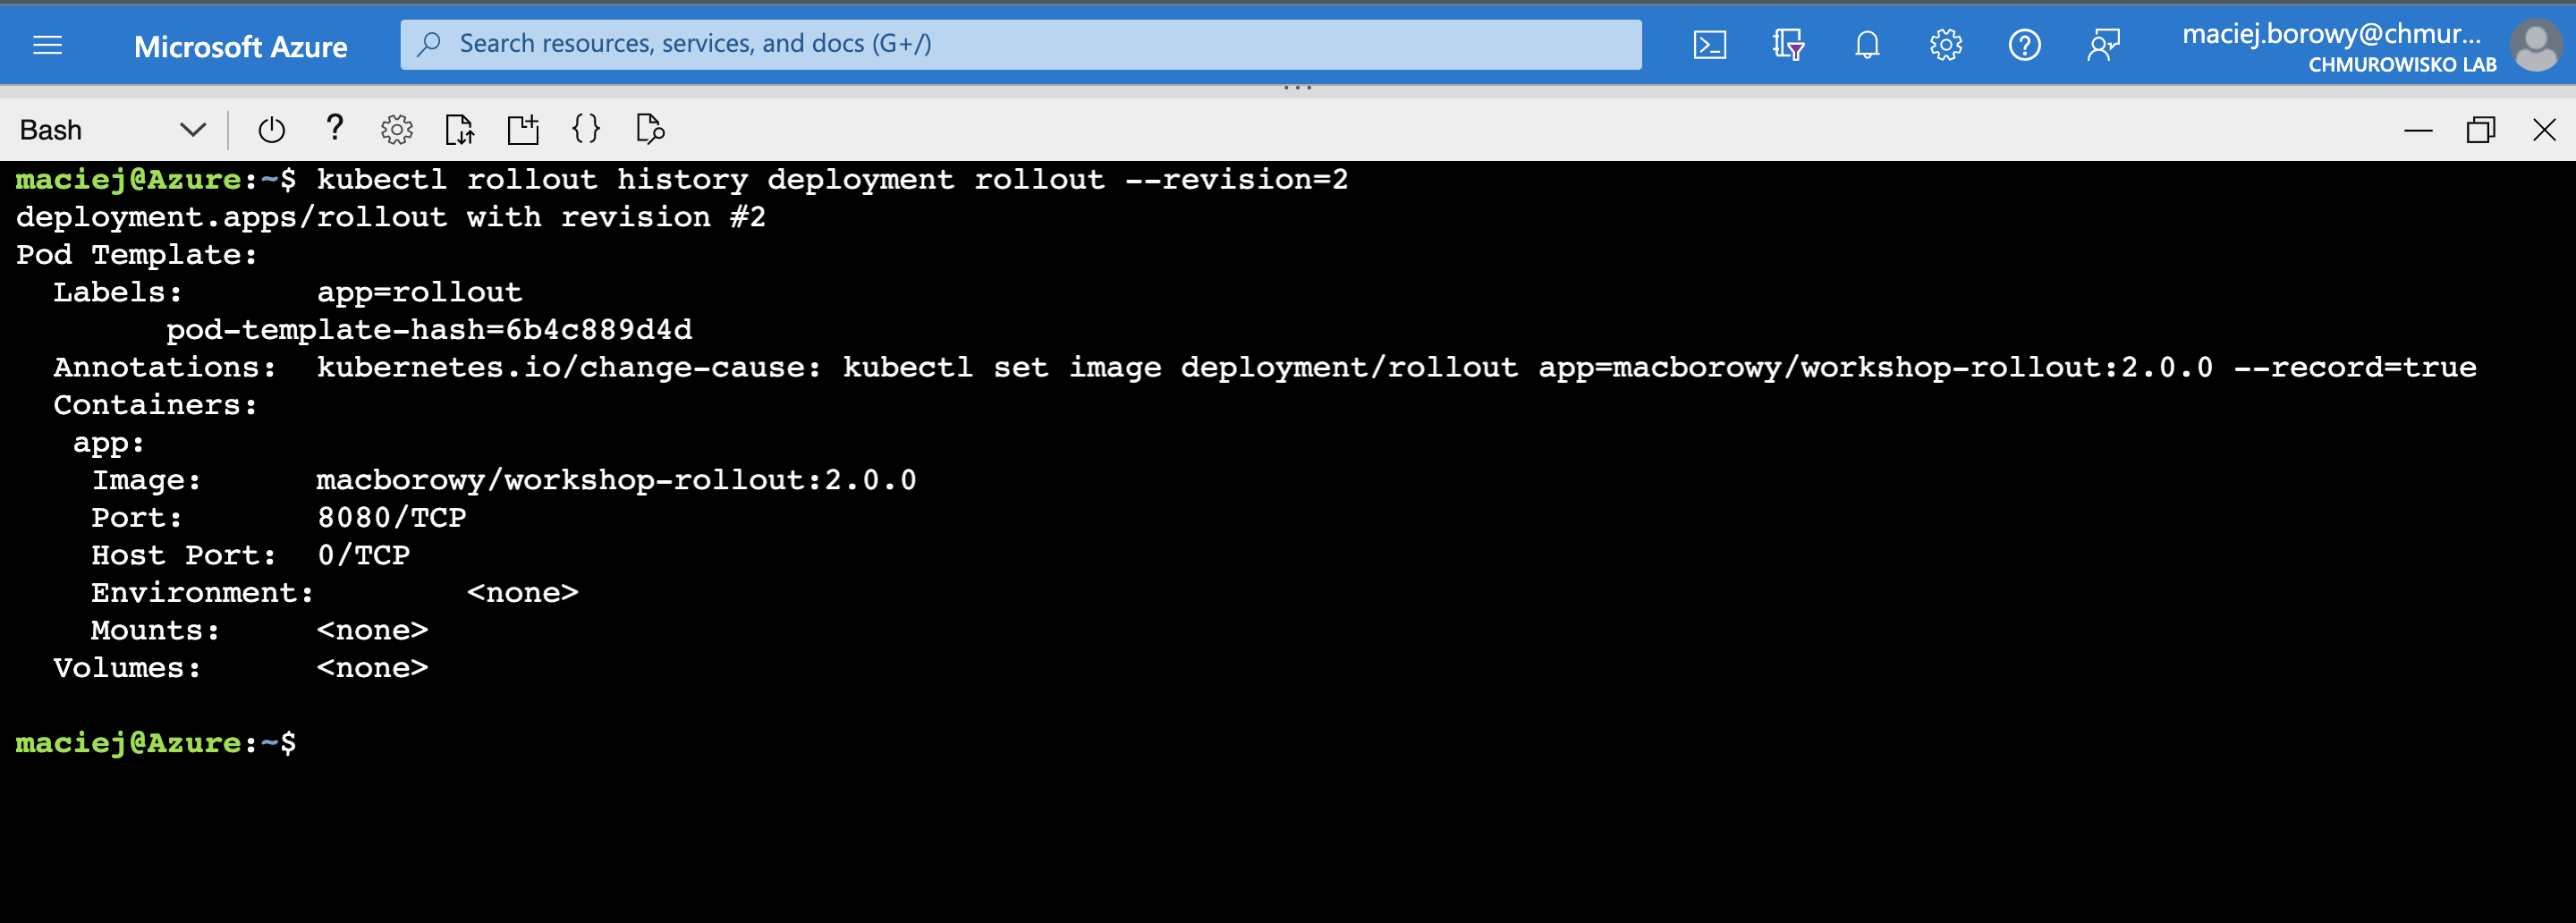 Microsoft Azure
Search resources, services, and docs (G+/)
maciej.borowy@chmur...
CHMUROWISKO LAB
Bash
maciej@Azure:~$ kubectl rollout history deployment rollout --revision=2
deployment.apps/rollout with revision #2
Pod Template:
  Labels:       app=rollout
        pod-template-hash=6b4c889d4d
  Annotations:  kubernetes.io/change-cause: kubectl set image deployment/rollout app=macborowy/workshop-rollout:2.0.0 --record=true
  Containers:
   app:
    Image:      macborowy/workshop-rollout:2.0.0
    Port:       8080/TCP
    Host Port:  0/TCP
    Environment:        <none>
    Mounts:     <none>
  Volumes:      <none>
maciej@Azure:~$